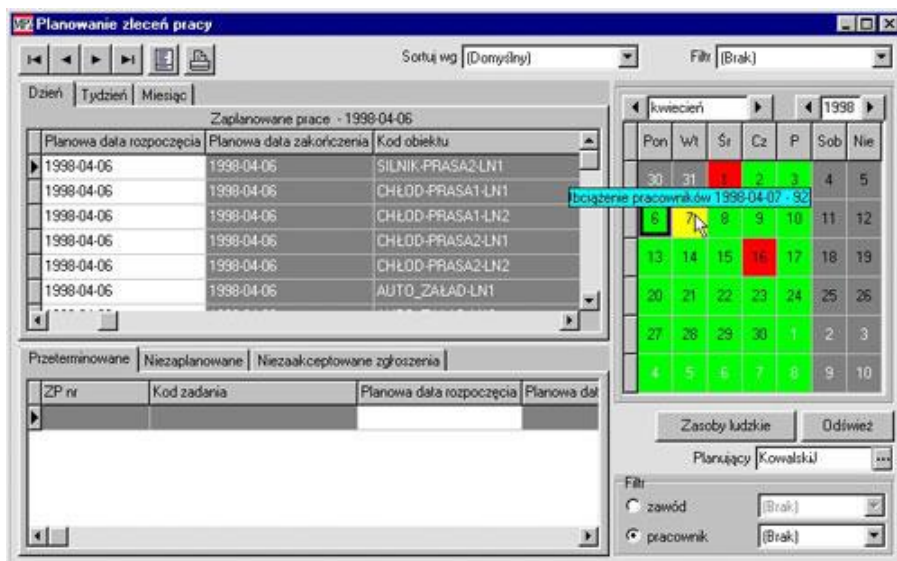 MP2 Planowanie zleceń pracy
Sortuj wg (Domyślny)
Filtr (Brak)
Dzień Tydzień Miesiąc
Zaplanowane prace - 1998-04-06
Planowa data rozpoczęcia Planowa data zakończenia Kod obiektu
1998-04-06 1998-04-06 SILNIK-PRASA2-LN1
1998-04-06 1998-04-06 CHŁOD-PRASA1-LN1
1998-04-06 1998-04-06 CHŁOD-PRASA1-LN2
1998-04-06 1998-04-06 CHŁOD-PRASA2-LN1
1998-04-06 1998-04-06 CHŁOD-PRASA2-LN2
1998-04-06 1998-04-06 AUTO_ZAŁAD-LN1
kwiecień 1998
Pon Wt Śr Cz P Sob Nie
30 31 1 2 3 4 5
bciążenie pracowników 1998-04-07 - 92
6 7 8 9 10 11 12
13 14 15 16 17 18 19
20 21 22 23 24 25 26
27 28 29 30 1 2 3
4 5 6 7 8 9 10
Przeterminowane Niezaplanowane Niezaakceptowane zgłoszenia
ZP nr Kod zadania Planowa data rozpoczęcia Planowa dat
Zasoby ludzkie Odśwież
Planujący KowalskiJ ...
Filtr
zawód (Brak)
pracownik (Brak)